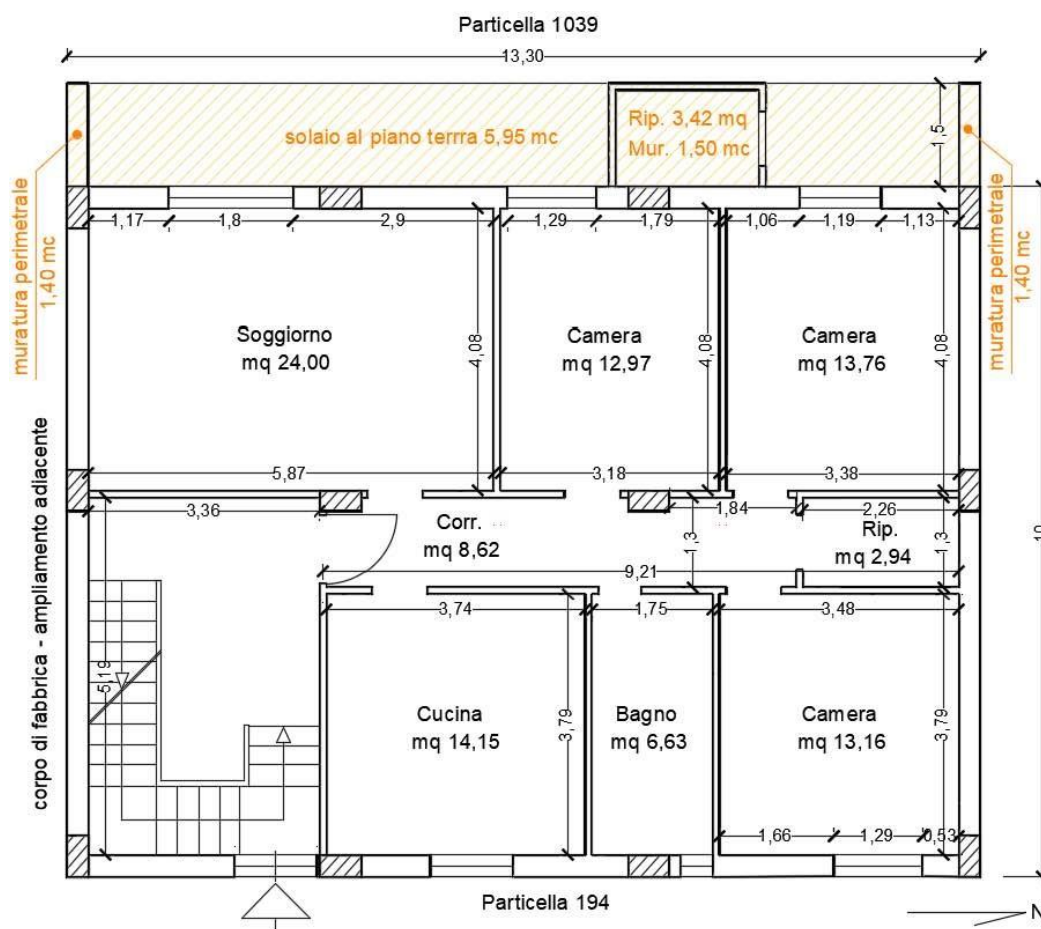 Particella 1039
13,30
solaio al piano terrra 5,95 mc
Rip. 3,42 mq
Mur. 1,50 mc
1,5
muratura perimetrale
1,40 mc
muratura perimetrale
1,40 mc
1,17
1,8
2,9
1,29
1,79
1,06
1,19
1,13
Soggiorno
mq 24,00
4,08
Camera
mq 12,97
4,08
Camera
mq 13,76
4,08
5,87
3,18
3,38
corpo di fabbrica - ampliamento adiacente
3,36
Corr.
mq 8,62
1,3
1,84
2,26
Rip.
mq 2,94
1,3
9,21
3,74
1,75
3,48
5,19
Cucina
mq 14,15
3,79
Bagno
mq 6,63
Camera
mq 13,16
3,79
1,66
1,29
0,53
10
Particella 194
N